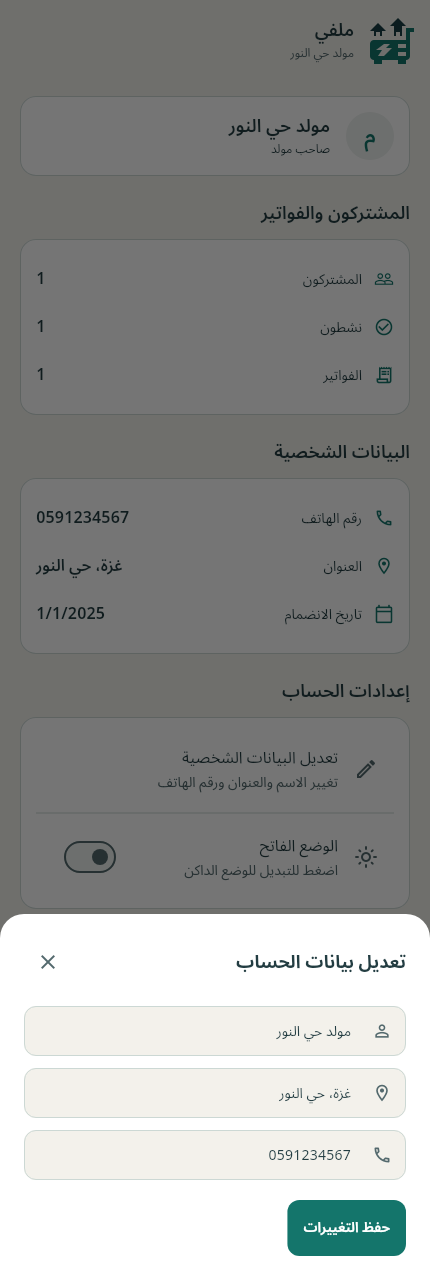 ملفي
مولد حي النور
م
مولد حي النور
صاحب مولد
المشتركون والفواتير
المشتركون 1
نشطون 1
الفواتير 1
البيانات الشخصية
رقم الهاتف 0591234567
العنوان غزة، حي النور
تاريخ الانضمام 1/1/2025
إعدادات الحساب
تعديل البيانات الشخصية
تغيير الاسم والعنوان ورقم الهاتف
الوضع الفاتح
اضغط للتبديل للوضع الداكن
تعديل بيانات الحساب
مولد حي النور
غزة، حي النور
0591234567
حفظ التغييرات